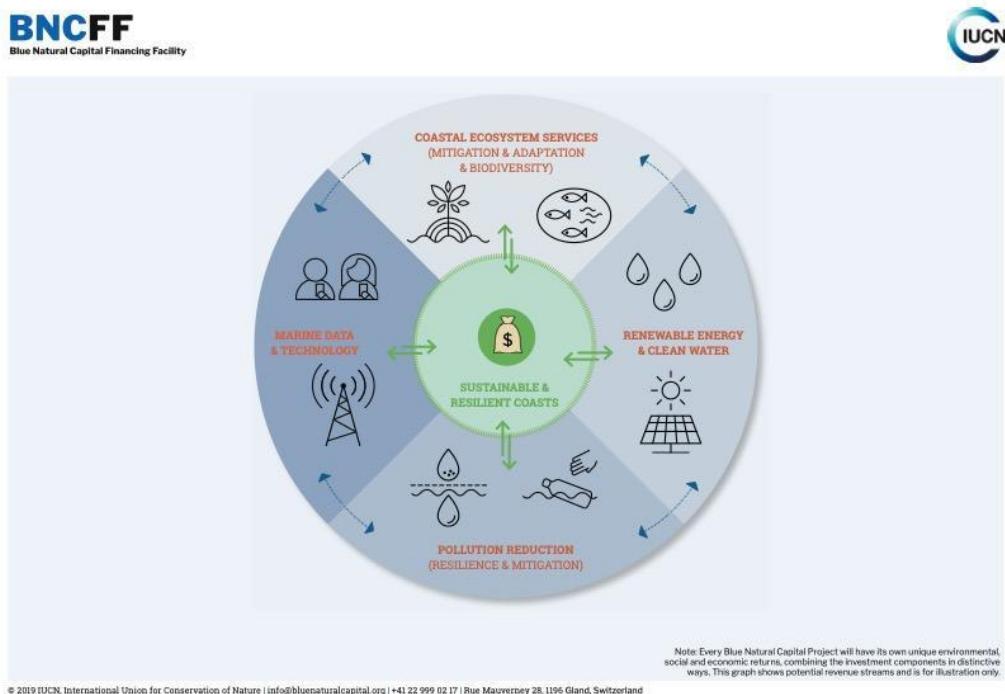 BNCFF
Blue Natural Capital Financing Facility
IUCN
COASTAL ECOSYSTEM SERVICES
(MITIGATION & ADAPTATION
& BIODIVERSITY)
MARINE DATA
& TECHNOLOGY
$
SUSTAINABLE &
RESILIENT COASTS
RENEWABLE ENERGY
& CLEAN WATER
POLLUTION REDUCTION
(RESILIENCE & MITIGATION)
Note: Every Blue Natural Capital Project will have its own unique environmental,
social and economic returns, combining the investment components in distinctive
ways. This graph shows potential revenue streams and is for illustration only.
© 2019 IUCN, International Union for Conservation of Nature | info@bluenaturalcapital.org | +41 22 999 02 17 | Rue Mauverney 28, 1196 Gland, Switzerland